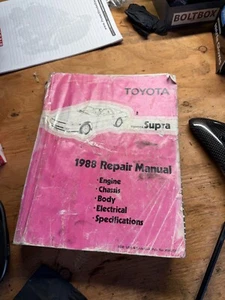 BOLTBOX
TOYOTA
Supra
1988 Repair Manual
· Engine
· Chassis
· Body
· Electrical
· Specifications